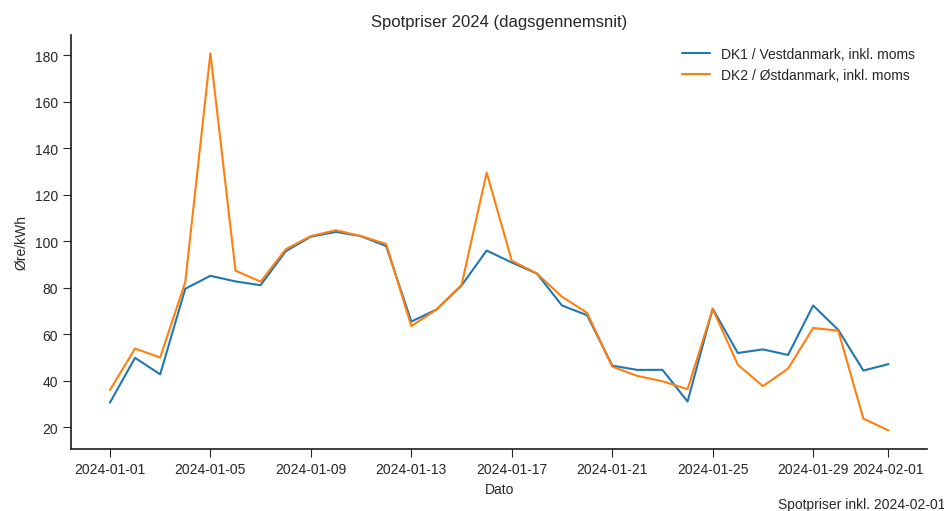 Spotpriser 2024 (dagsgennemsnit)
DK1 / Vestdanmark, inkl. moms
DK2 / Østdanmark, inkl. moms
Øre/kWh
180
160
140
120
100
80
60
40
20
2024-01-01 2024-01-05 2024-01-09 2024-01-13 2024-01-17 2024-01-21 2024-01-25 2024-01-29 2024-02-01
Dato
Spotpriser inkl. 2024-02-01